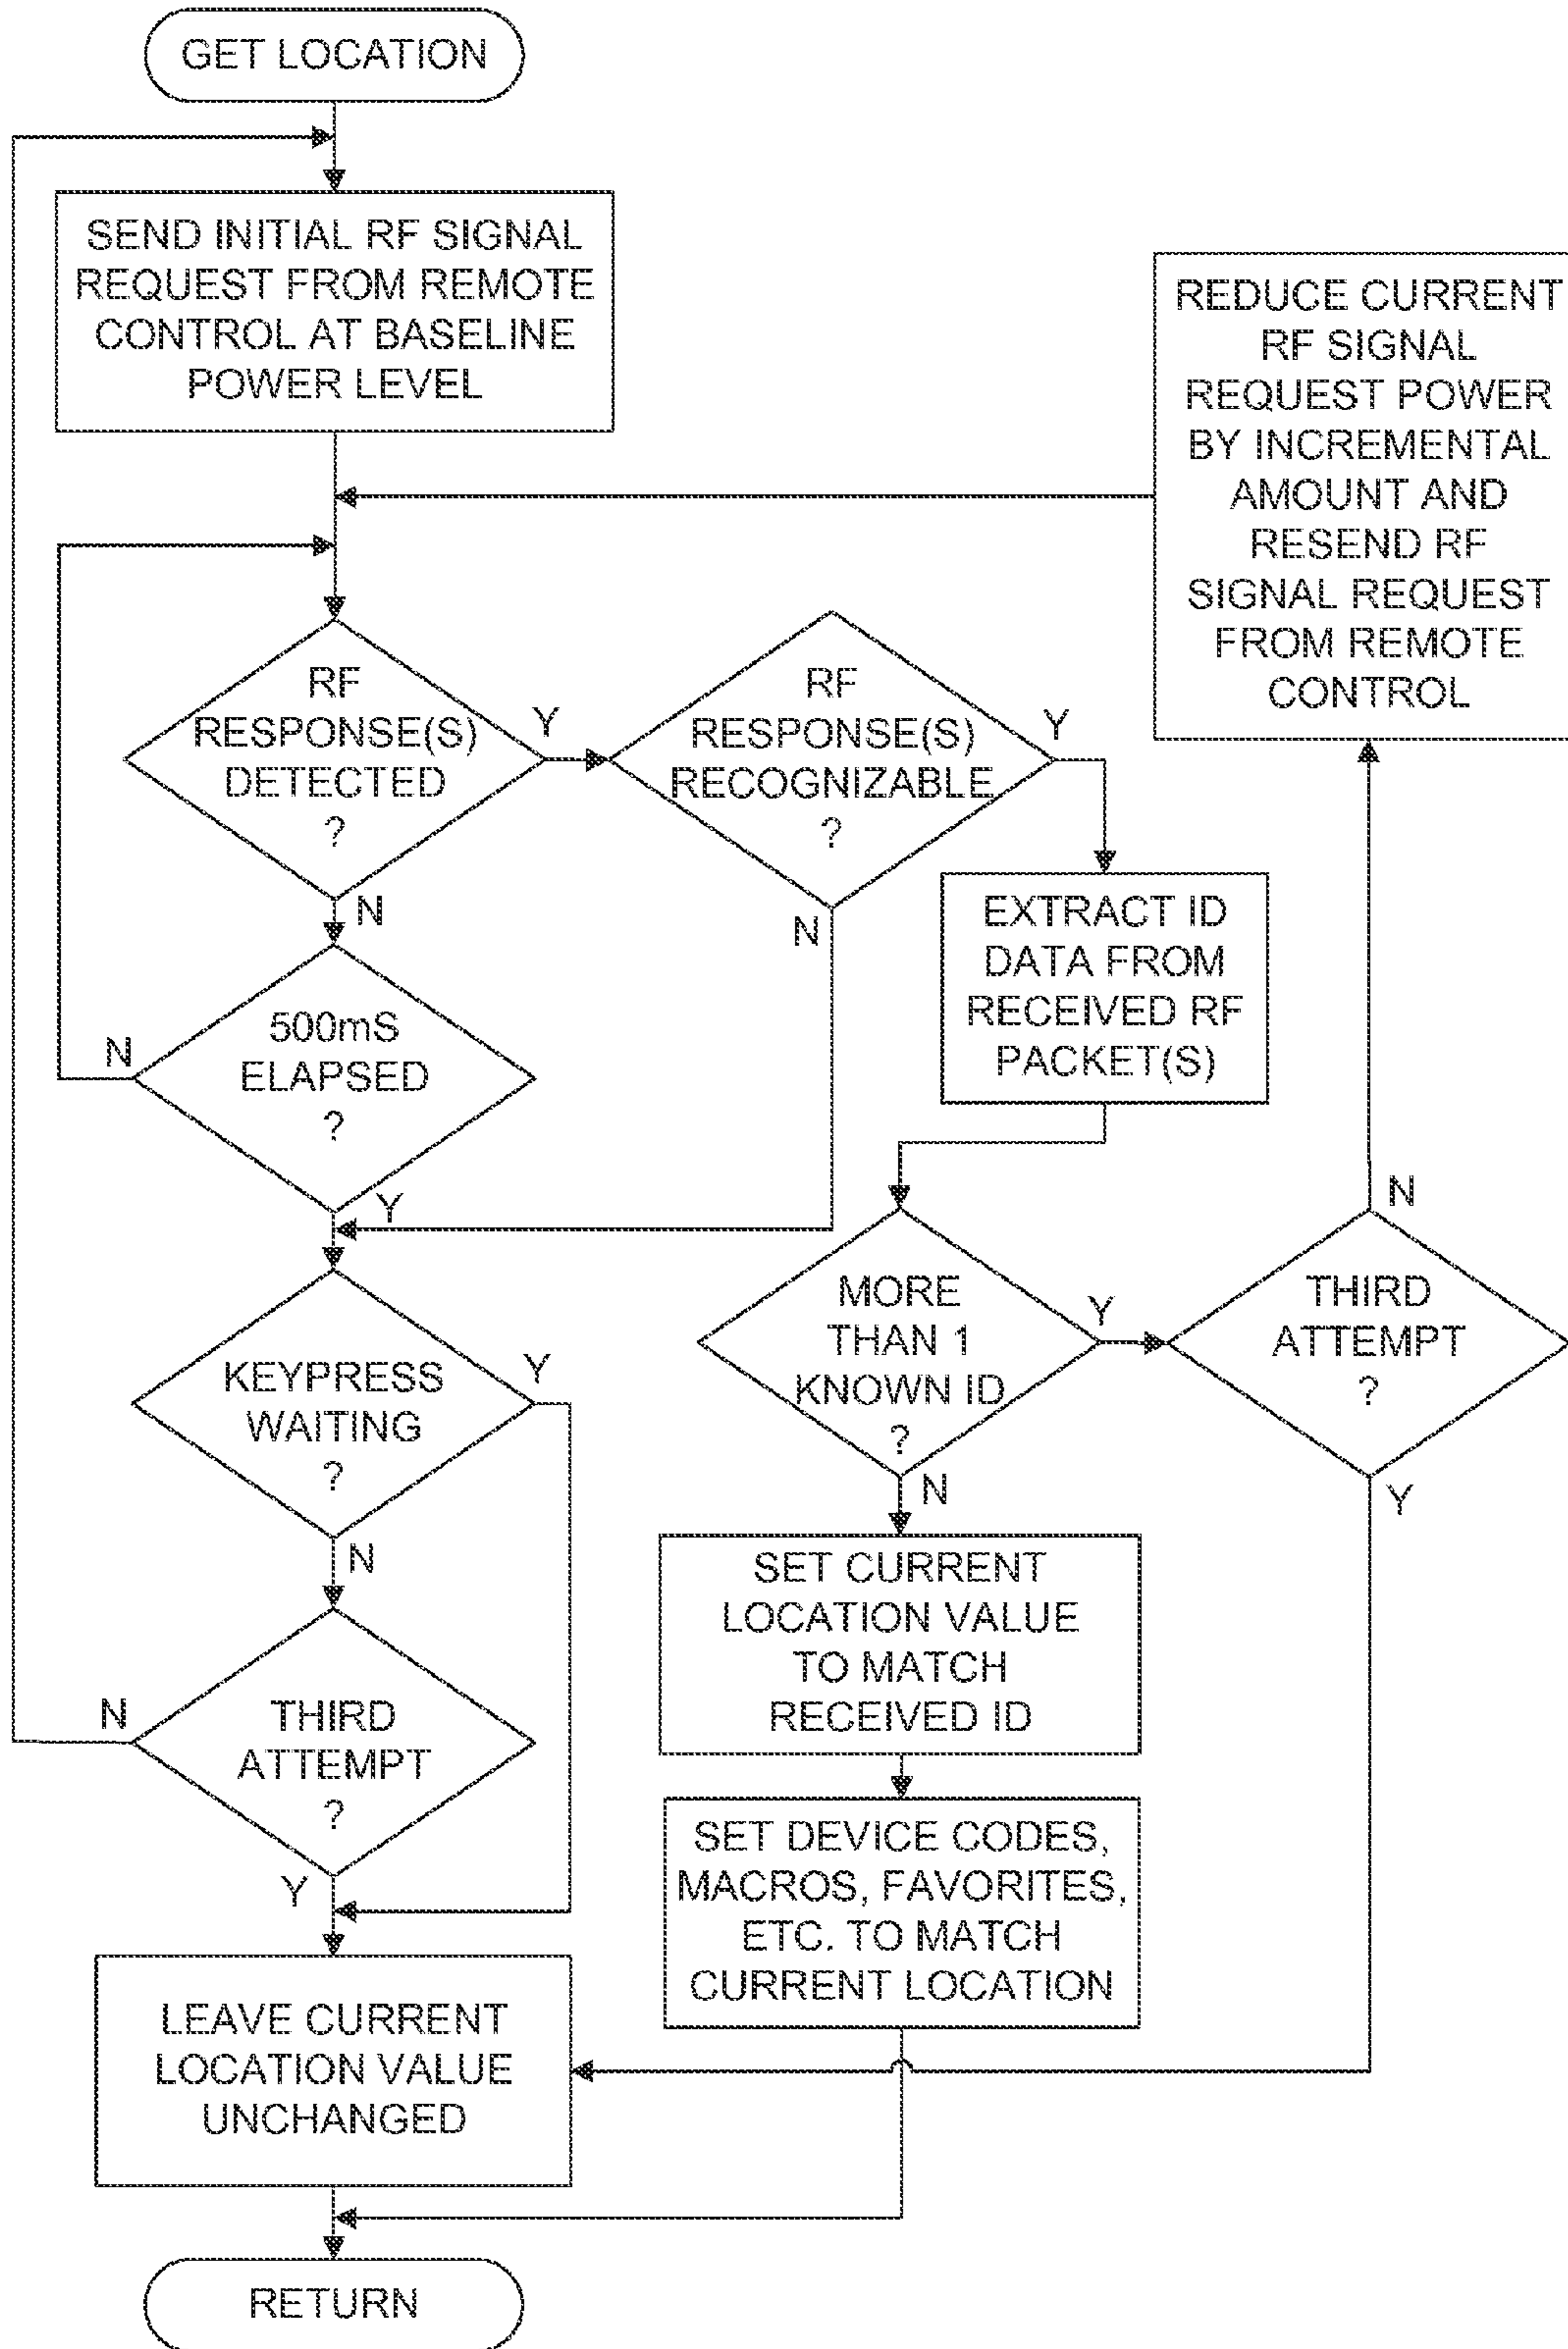 GET LOCATION
SEND INITIAL RF SIGNAL
REQUEST FROM REMOTE
CONTROL AT BASELINE
POWER LEVEL
REDUCE CURRENT
RF SIGNAL
REQUEST POWER
BY INCREMENTAL
AMOUNT AND
RESEND RF
SIGNAL REQUEST
FROM REMOTE
CONTROL
RF
RESPONSE(S)
DETECTED
?
Y
N
RF
RESPONSE(S)
RECOGNIZABLE
?
Y
N
EXTRACT ID
DATA FROM
RECEIVED RF
PACKET(S)
500mS
ELAPSED
?
N
Y
MORE
THAN 1
KNOWN ID
?
Y
N
THIRD
ATTEMPT
?
N
Y
KEYPRESS
WAITING
?
Y
N
SET CURRENT
LOCATION VALUE
TO MATCH
RECEIVED ID
THIRD
ATTEMPT
?
N
Y
SET DEVICE CODES,
MACROS, FAVORITES,
ETC. TO MATCH
CURRENT LOCATION
LEAVE CURRENT
LOCATION VALUE
UNCHANGED
RETURN